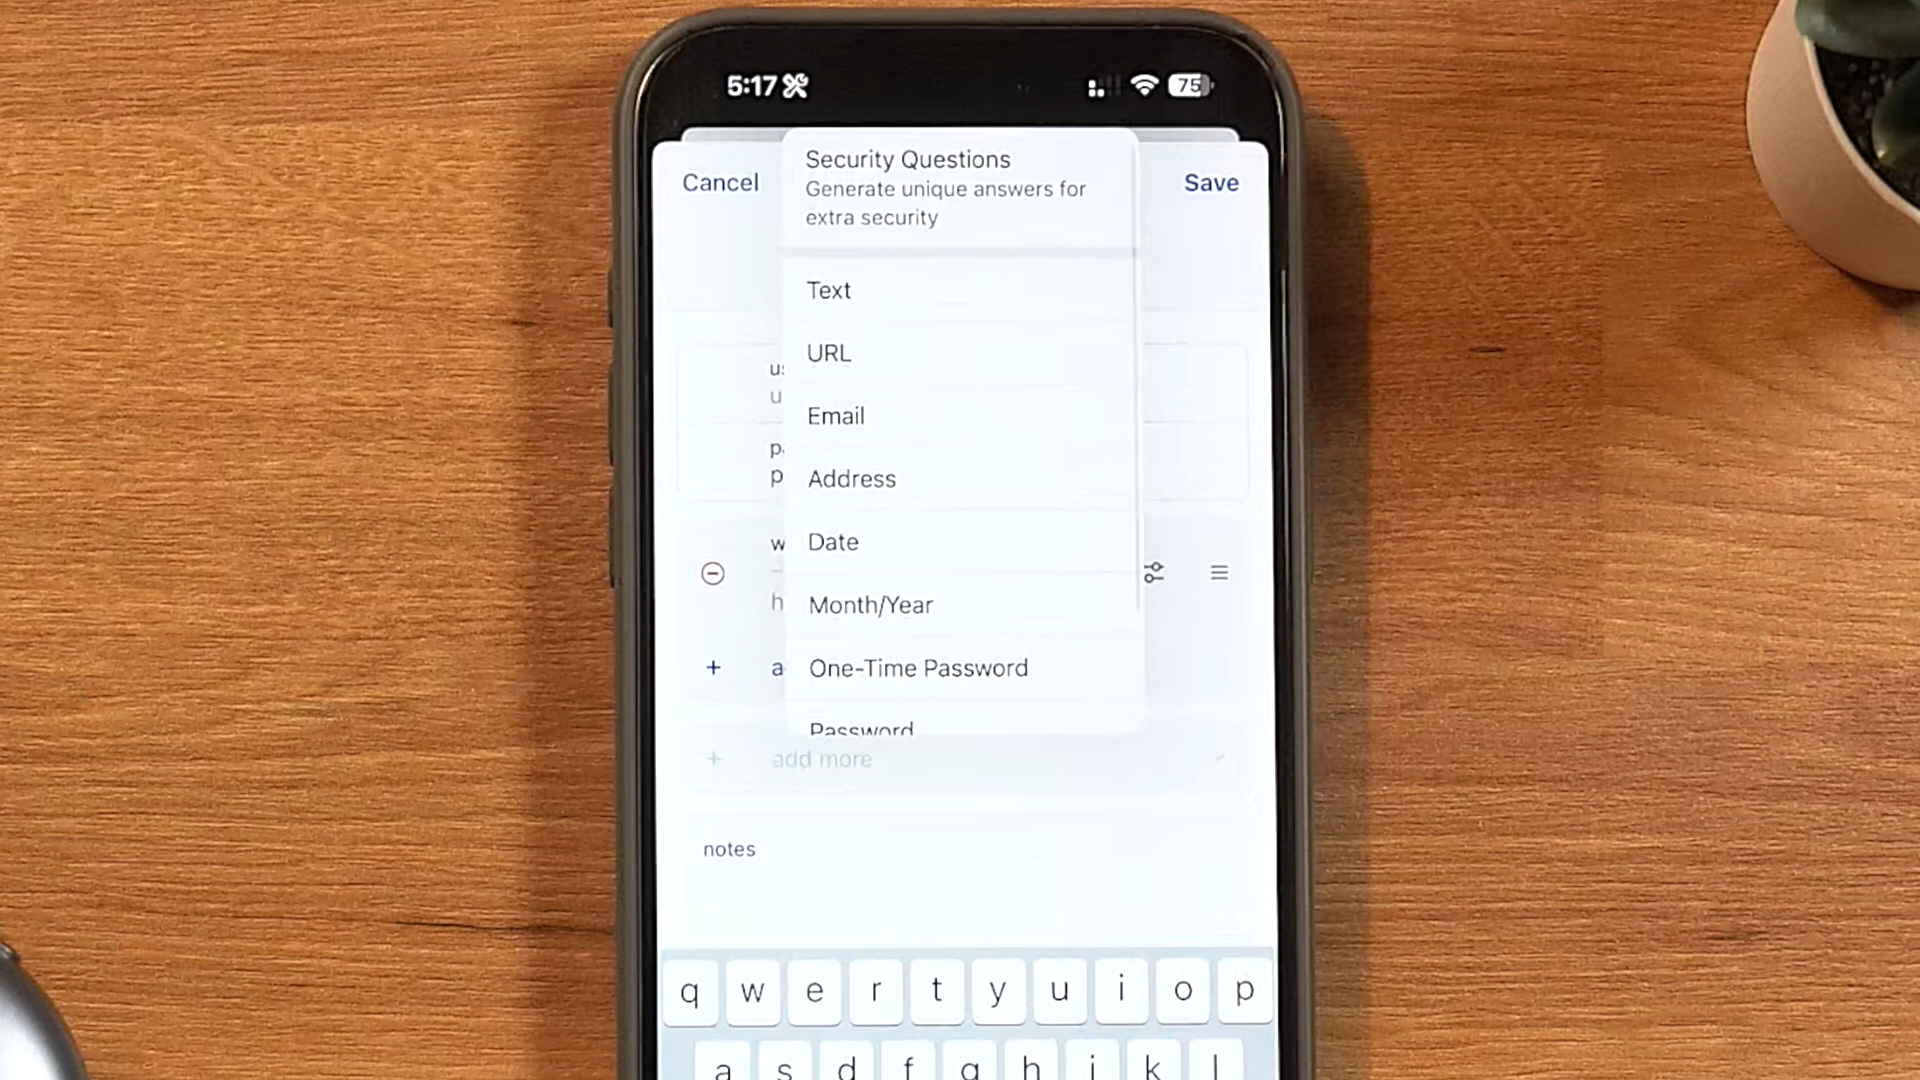 5:17
75
Cancel
Security Questions
Save
Generate unique answers for
extra security
Text
URL
Email
Address
Date
Month/Year
One-Time Password
Password
add more
notes
q w e r t y u i o p
a s d f g h j k l